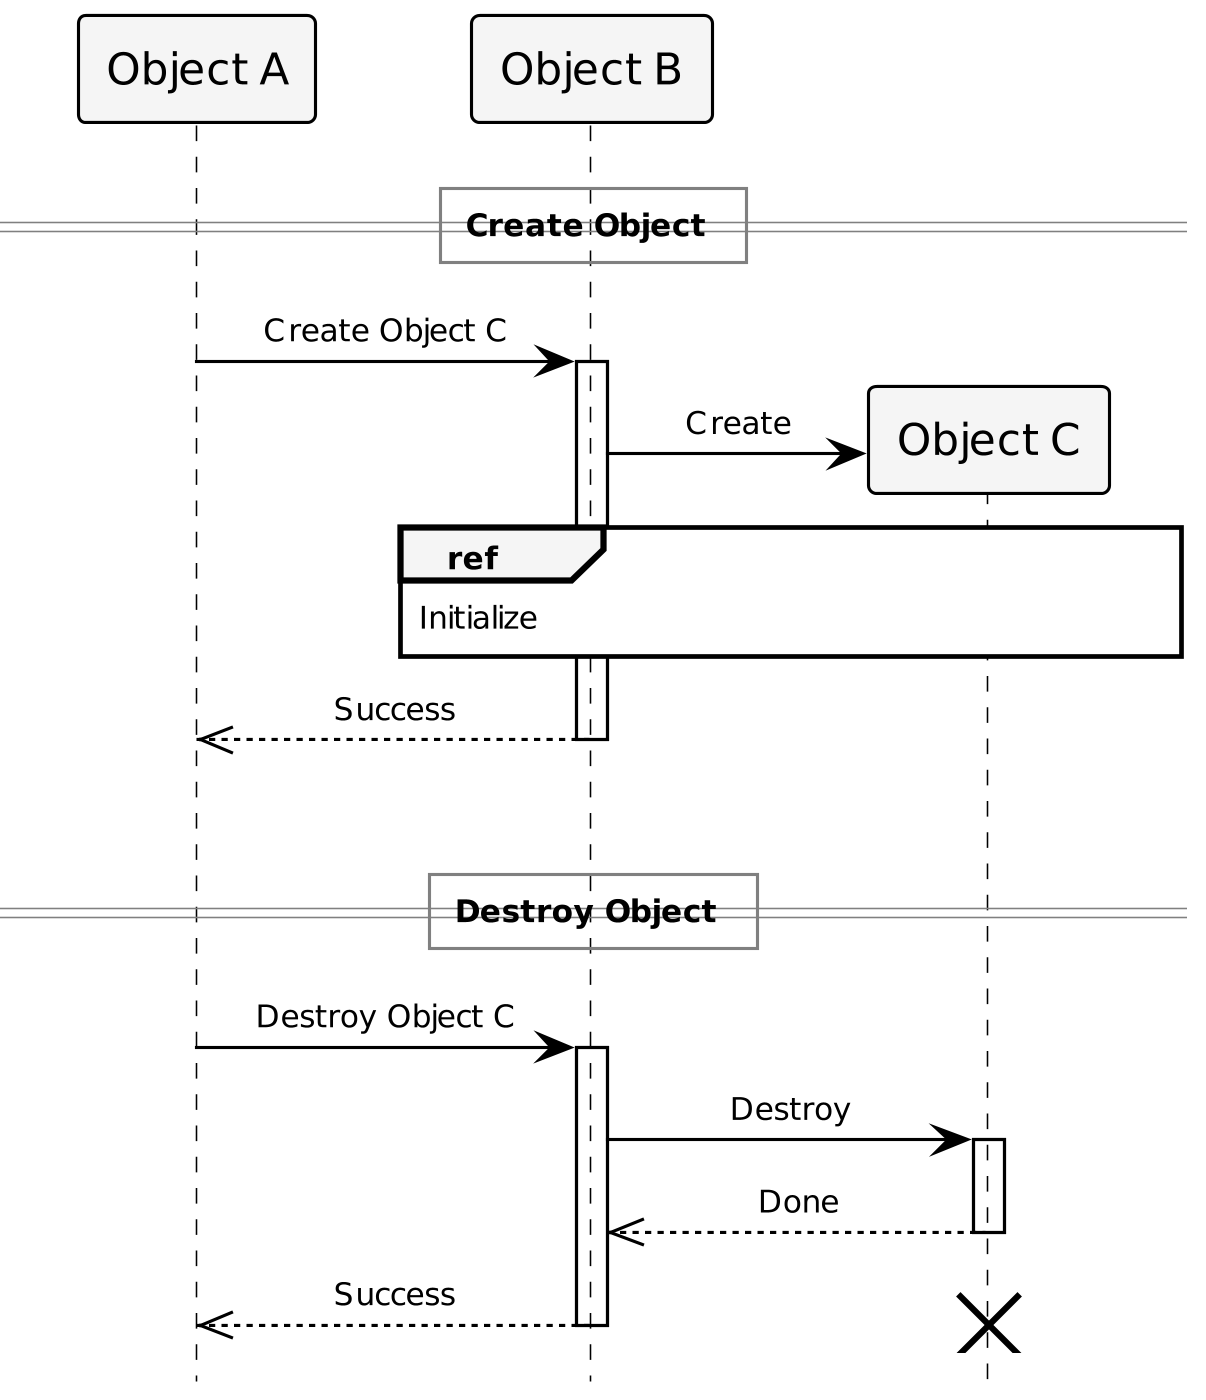 Object A
Object B
Create Object
Create Object C
Create
Object C
ref
Initialize
Success
Destroy Object
Destroy Object C
Destroy
Done
Success